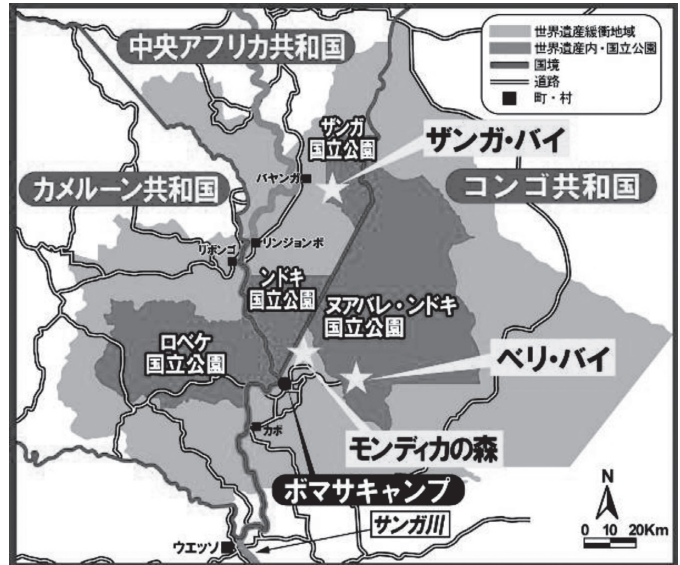 中央アフリカ共和国
世界遺産緩衝地域
世界遺産内・国立公園
国境
道路
町・村
ザンガ
国立公園
ザンガ・バイ
バヤンガ
カメルーン共和国
コンゴ共和国
リンジョンボ
リボンゴ
ンドキ
国立公園
ヌアバレ・ンドキ
国立公園
ロベケ
国立公園
ベリ・バイ
カボ
モンディカの森
ボマサキャンプ
サンガ川
ウエッソ
N
0 10 20Km